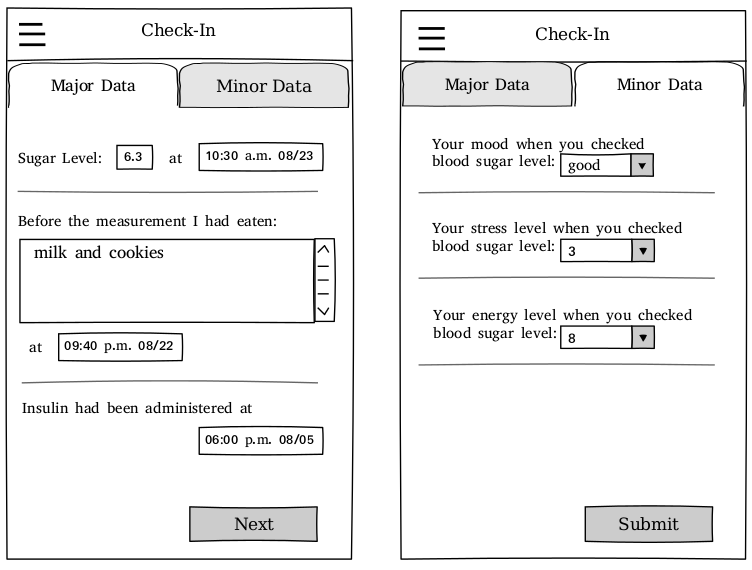 Check-In
Major Data
Minor Data
Sugar Level: 6.3 at 10:30 a.m. 08/23
Before the measurement I had eaten:
milk and cookies
at 09:40 p.m. 08/22
Insulin had been administered at
06:00 p.m. 08/05
Next
Check-In
Major Data
Minor Data
Your mood when you checked
blood sugar level: good
Your stress level when you checked
blood sugar level: 3
Your energy level when you checked
blood sugar level: 8
Submit